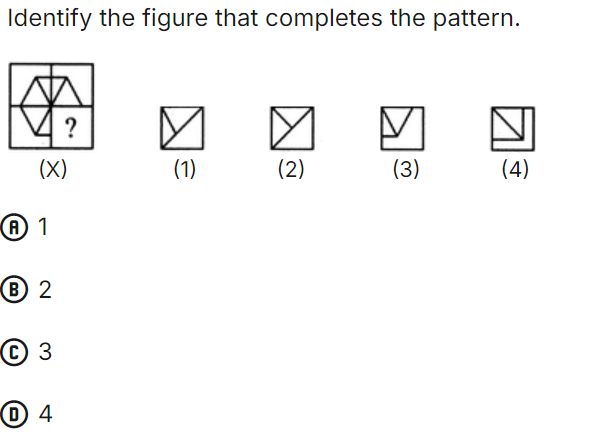 Identify the figure that completes the pattern.
?
(X) (1) (2) (3) (4)
A 1
B 2
C 3
D 4